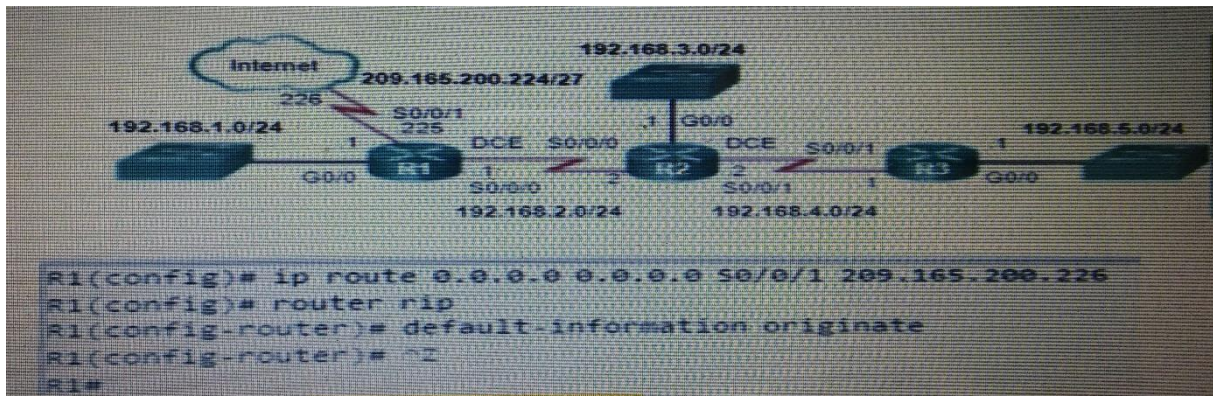 192.168.3.0/24
Internet
209.165.200.224/27
226
S0/0/1
225
.1 G0/0
192.168.1.0/24
192.168.5.0/24
1
DCE S0/0/0
DCE S0/0/1
.1
R1
R2
R3
G0/0
.1
S0/0/0
2
2
S0/0/1
1
G0/0
192.168.2.0/24
192.168.4.0/24
R1(config)# ip route 0.0.0.0 0.0.0.0 S0/0/1 209.165.200.226
R1(config)# router rip
R1(config-router)# default-information originate
R1(config-router)# ^Z
R1#